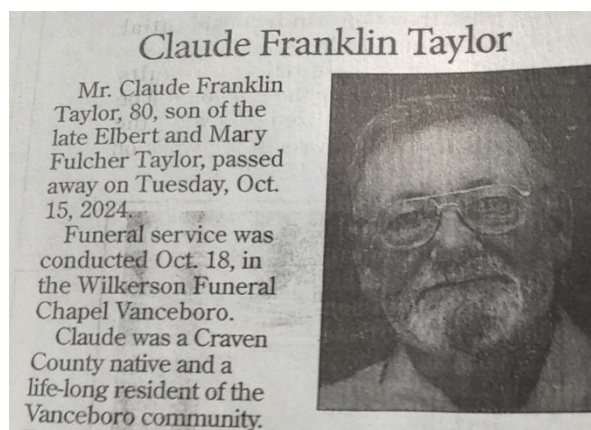 Claude Franklin Taylor
Mr. Claude Franklin
Taylor, 80, son of the
late Elbert and Mary
Fulcher Taylor, passed
away on Tuesday, Oct.
15, 2024.
Funeral service was
conducted Oct. 18, in
the Wilkerson Funeral
Chapel Vanceboro.
Claude was a Craven
County native and a
life-long resident of the
Vanceboro community.